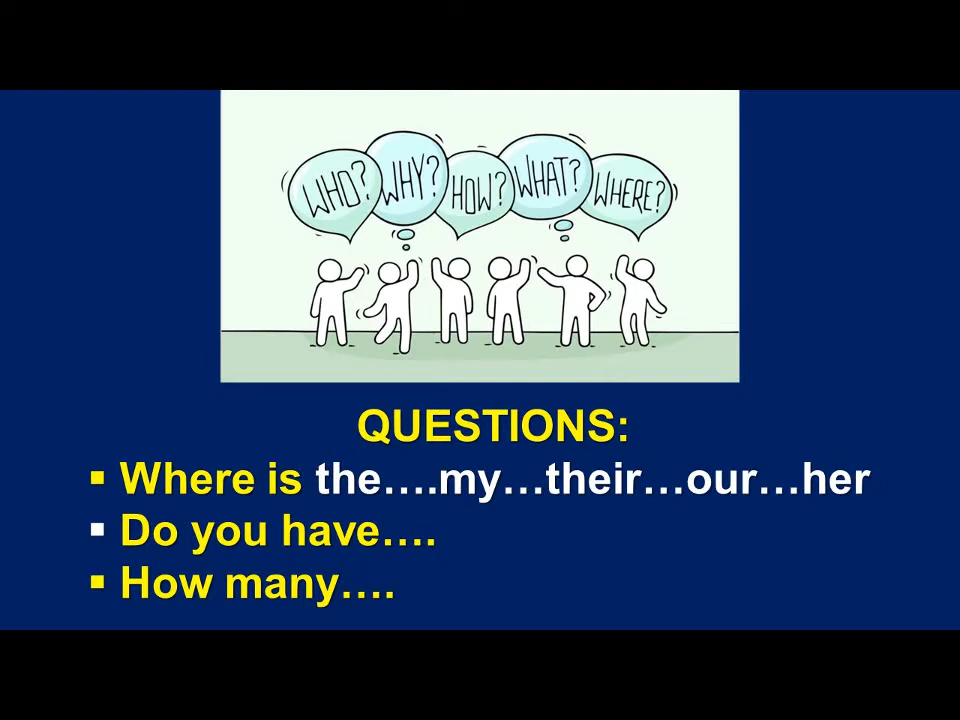 WHO? WHY? HOW? WHAT? WHERE?
QUESTIONS:
▪ Where is the….my…their…our…her
▪ Do you have….
▪ How many….